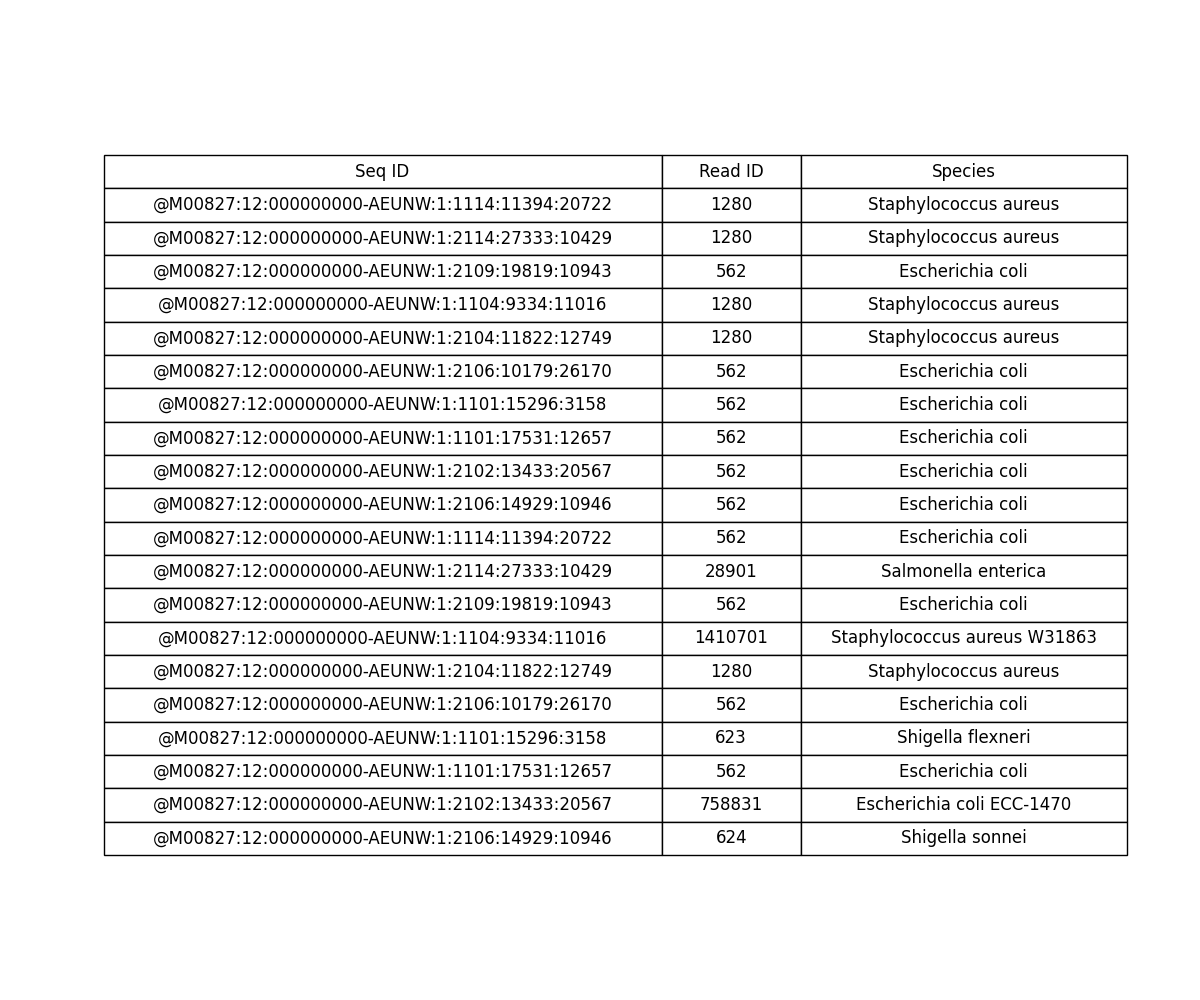 Seq ID Read ID Species
@M00827:12:000000000-AEUNW:1:1114:11394:20722 1280 Staphylococcus aureus
@M00827:12:000000000-AEUNW:1:2114:27333:10429 1280 Staphylococcus aureus
@M00827:12:000000000-AEUNW:1:2109:19819:10943 562 Escherichia coli
@M00827:12:000000000-AEUNW:1:1104:9334:11016 1280 Staphylococcus aureus
@M00827:12:000000000-AEUNW:1:2104:11822:12749 1280 Staphylococcus aureus
@M00827:12:000000000-AEUNW:1:2106:10179:26170 562 Escherichia coli
@M00827:12:000000000-AEUNW:1:1101:15296:3158 562 Escherichia coli
@M00827:12:000000000-AEUNW:1:1101:17531:12657 562 Escherichia coli
@M00827:12:000000000-AEUNW:1:2102:13433:20567 562 Escherichia coli
@M00827:12:000000000-AEUNW:1:2106:14929:10946 562 Escherichia coli
@M00827:12:000000000-AEUNW:1:1114:11394:20722 562 Escherichia coli
@M00827:12:000000000-AEUNW:1:2114:27333:10429 28901 Salmonella enterica
@M00827:12:000000000-AEUNW:1:2109:19819:10943 562 Escherichia coli
@M00827:12:000000000-AEUNW:1:1104:9334:11016 1410701 Staphylococcus aureus W31863
@M00827:12:000000000-AEUNW:1:2104:11822:12749 1280 Staphylococcus aureus
@M00827:12:000000000-AEUNW:1:2106:10179:26170 562 Escherichia coli
@M00827:12:000000000-AEUNW:1:1101:15296:3158 623 Shigella flexneri
@M00827:12:000000000-AEUNW:1:1101:17531:12657 562 Escherichia coli
@M00827:12:000000000-AEUNW:1:2102:13433:20567 758831 Escherichia coli ECC-1470
@M00827:12:000000000-AEUNW:1:2106:14929:10946 624 Shigella sonnei